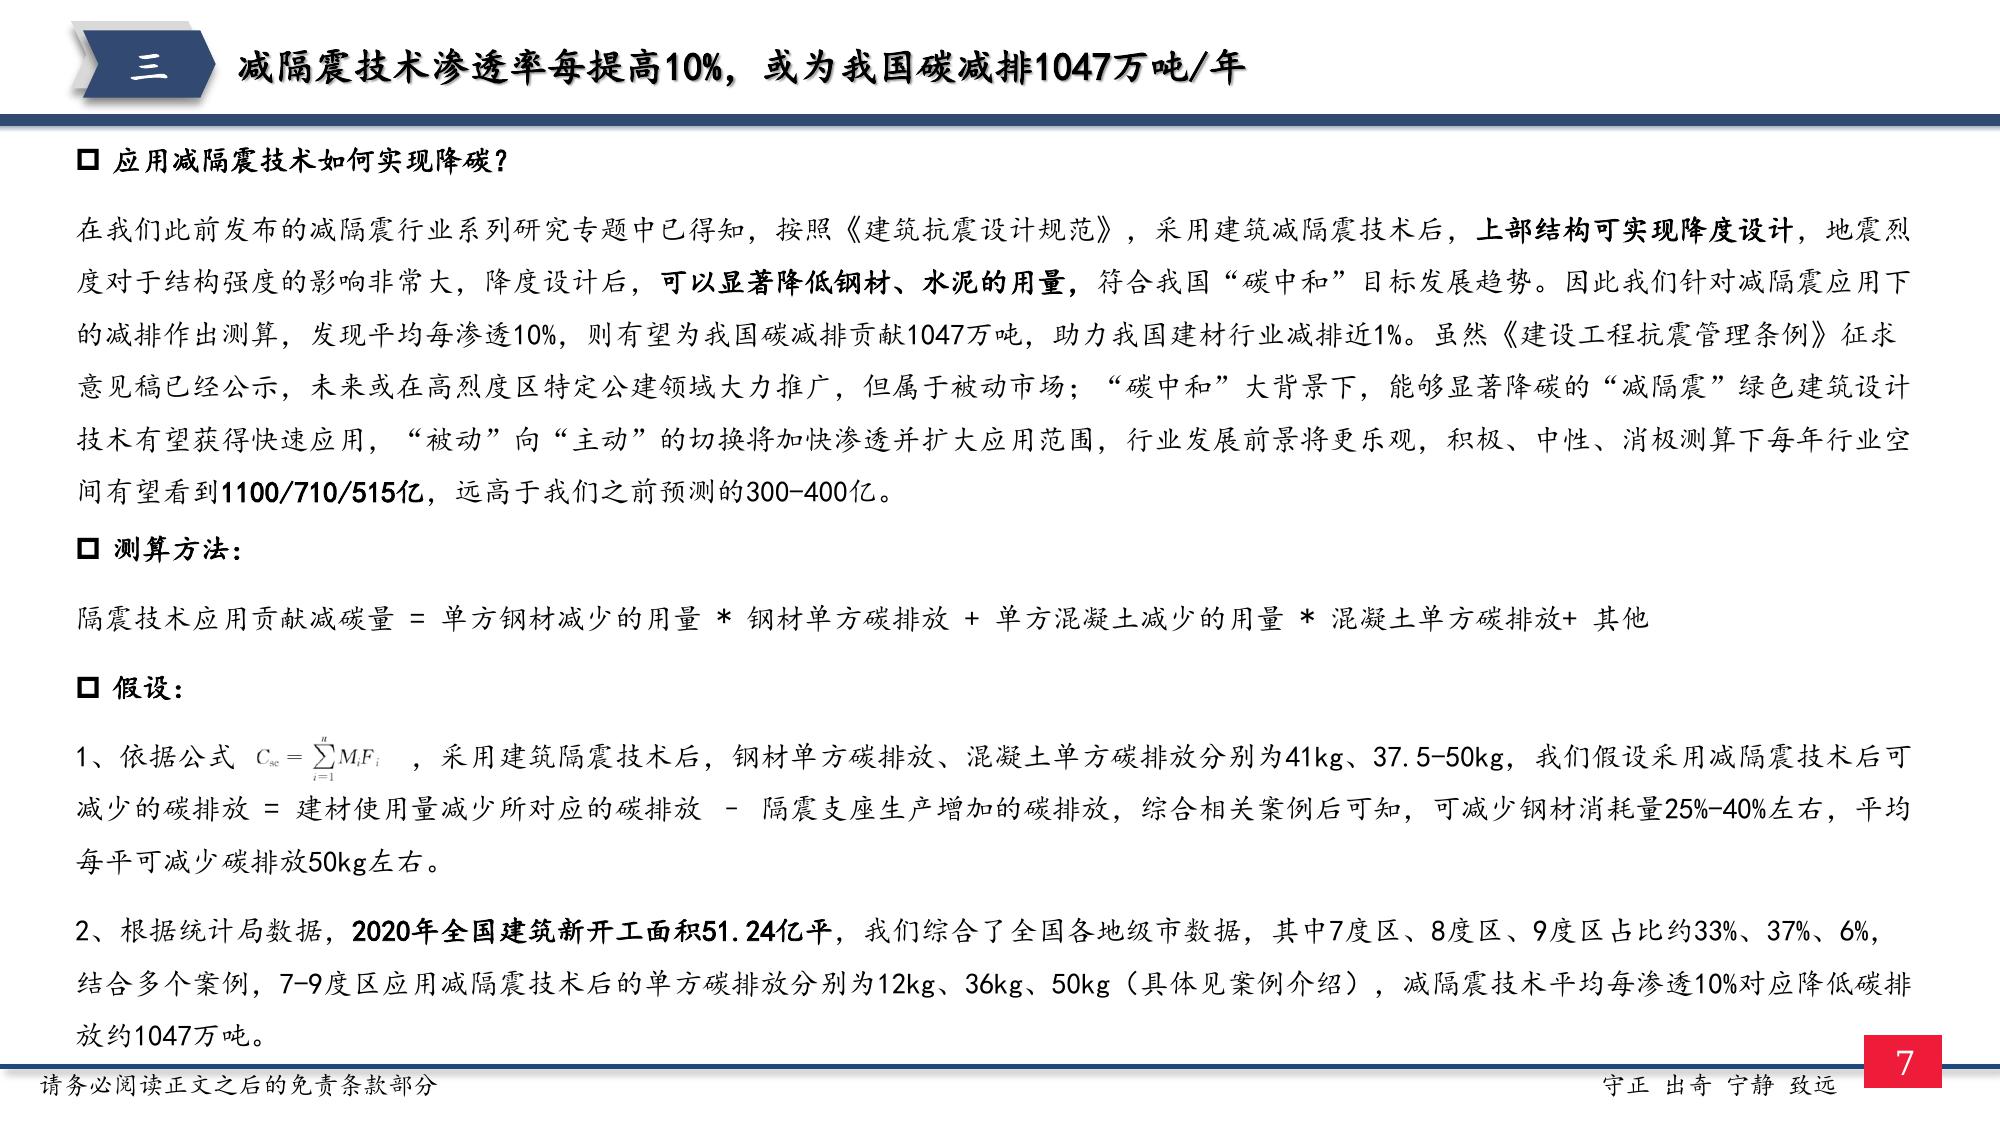 三
减隔震技术渗透率每提高10%，或为我国碳减排1047万吨/年
应用减隔震技术如何实现降碳？
在我们此前发布的减隔震行业系列研究专题中已得知，按照《建筑抗震设计规范》，采用建筑减隔震技术后，上部结构可实现降度设计，地震烈
度对于结构强度的影响非常大，降度设计后，可以显著降低钢材、水泥的用量，符合我国“碳中和”目标发展趋势。因此我们针对减隔震应用下
的减排作出测算，发现平均每渗透10%，则有望为我国碳减排贡献1047万吨，助力我国建材行业减排近1%。虽然《建设工程抗震管理条例》征求
意见稿已经公示，未来或在高烈度区特定公建领域大力推广，但属于被动市场；“碳中和”大背景下，能够显著降碳的“减隔震”绿色建筑设计
技术有望获得快速应用，“被动”向“主动”的切换将加快渗透并扩大应用范围，行业发展前景将更乐观，积极、中性、消极测算下每年行业空
间有望看到1100/710/515亿，远高于我们之前预测的300-400亿。
测算方法：
隔震技术应用贡献减碳量 = 单方钢材减少的用量 * 钢材单方碳排放 + 单方混凝土减少的用量 * 混凝土单方碳排放+ 其他
假设：
1、依据公式 C_sc = ∑_{i=1}^{n} M_i F_i ，采用建筑隔震技术后，钢材单方碳排放、混凝土单方碳排放分别为41kg、37.5-50kg，我们假设采用减隔震技术后可
减少的碳排放 = 建材使用量减少所对应的碳排放 - 隔震支座生产增加的碳排放，综合相关案例后可知，可减少钢材消耗量25%-40%左右，平均
每平可减少碳排放50kg左右。
2、根据统计局数据，2020年全国建筑新开工面积51.24亿平，我们综合了全国各地级市数据，其中7度区、8度区、9度区占比约33%、37%、6%，
结合多个案例，7-9度区应用减隔震技术后的单方碳排放分别为12kg、36kg、50kg（具体见案例介绍），减隔震技术平均每渗透10%对应降低碳排
放约1047万吨。
请务必阅读正文之后的免责条款部分
守正 出奇 宁静 致远
7